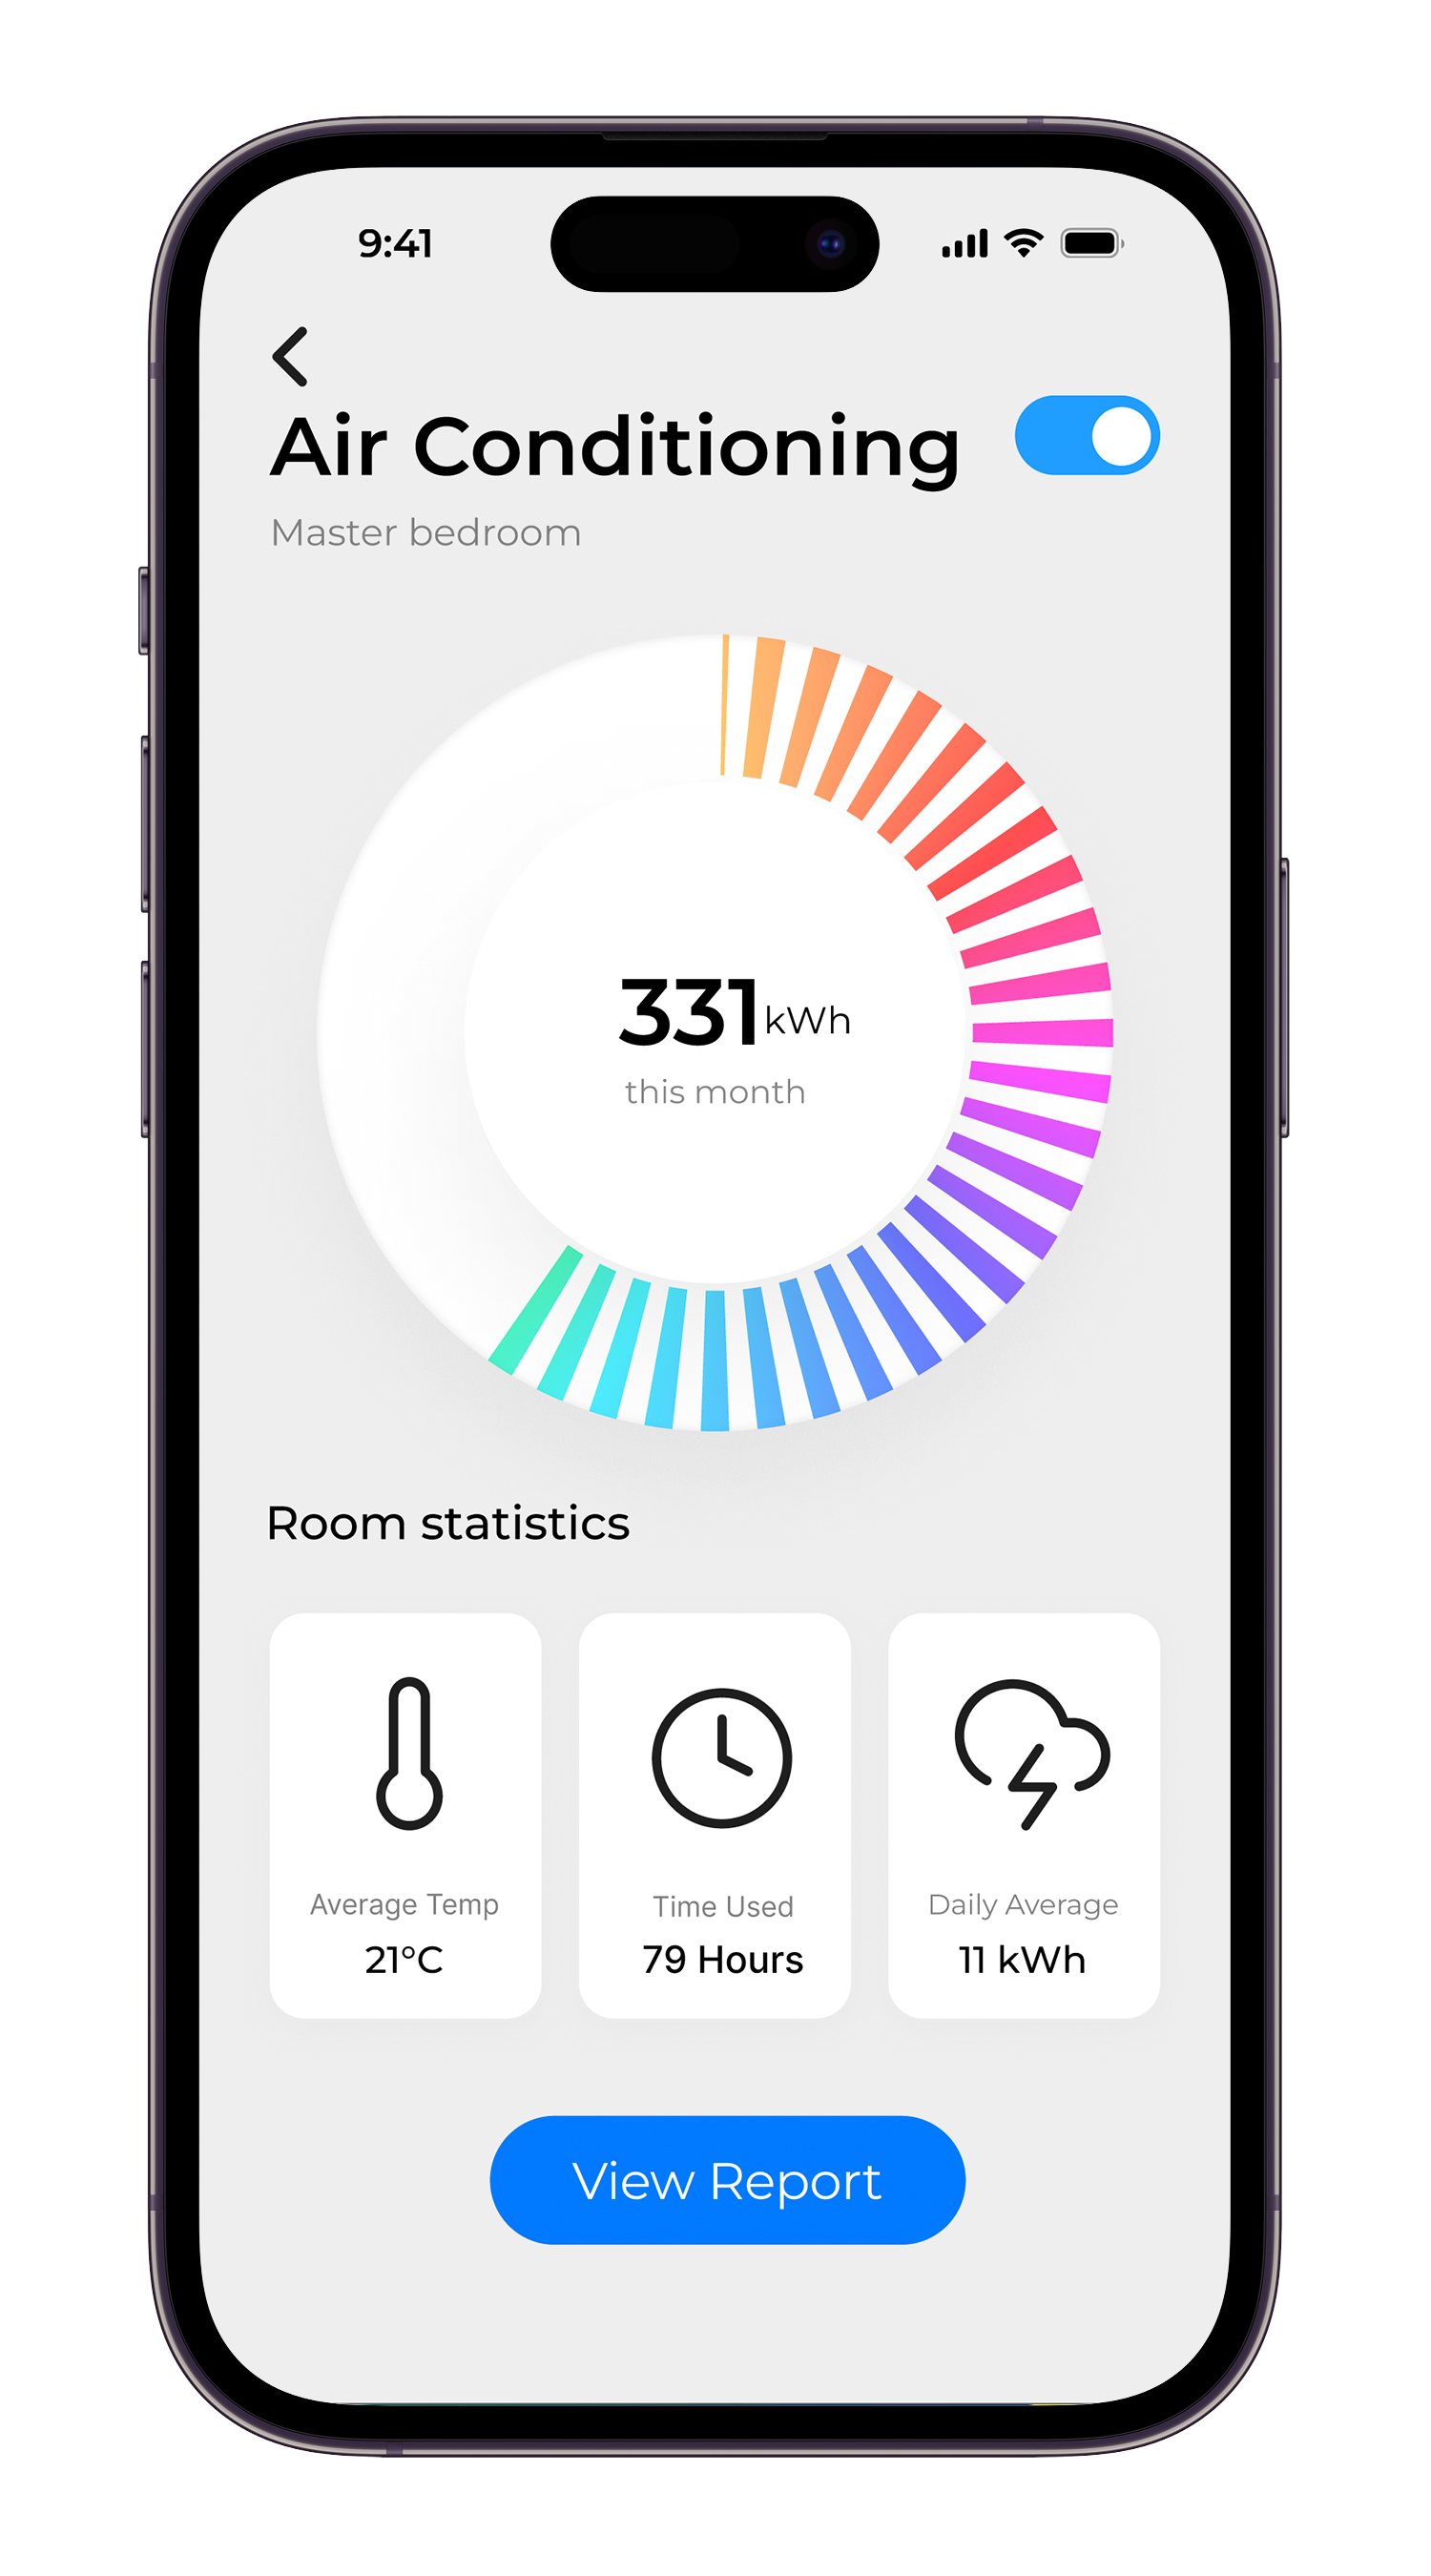 9:41
Air Conditioning
Master bedroom
331 kWh
this month
Room statistics
Average Temp
21°C
Time Used
79 Hours
Daily Average
11 kWh
View Report